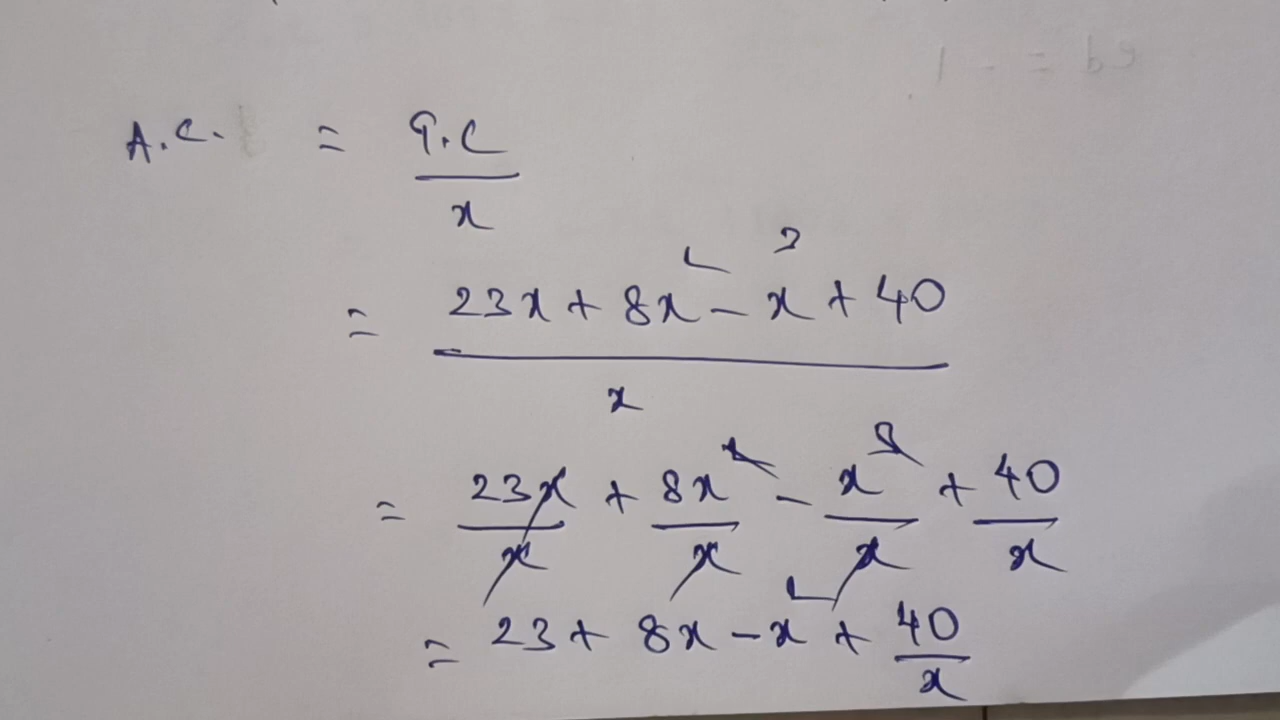 A.C. = T.C / x
= 23x + 8x² - x³ + 40 / x
= 23x/x + 8x²/x - x³/x + 40/x
= 23 + 8x - x² + 40/x